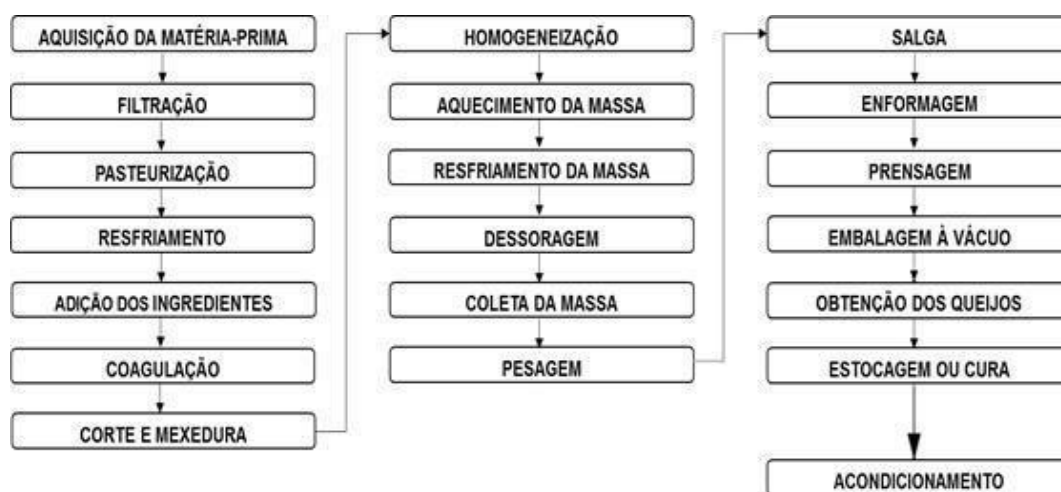 AQUISIÇÃO DA MATÉRIA-PRIMA
FILTRAÇÃO
PASTEURIZAÇÃO
RESFRIAMENTO
ADIÇÃO DOS INGREDIENTES
COAGULAÇÃO
CORTE E MEXEDURA
HOMOGENEIZAÇÃO
AQUECIMENTO DA MASSA
RESFRIAMENTO DA MASSA
DESSORAGEM
COLETA DA MASSA
PESAGEM
SALGA
ENFORMAGEM
PRENSAGEM
EMBALAGEM À VÁCUO
OBTENÇÃO DOS QUEIJOS
ESTOCAGEM OU CURA
ACONDICIONAMENTO